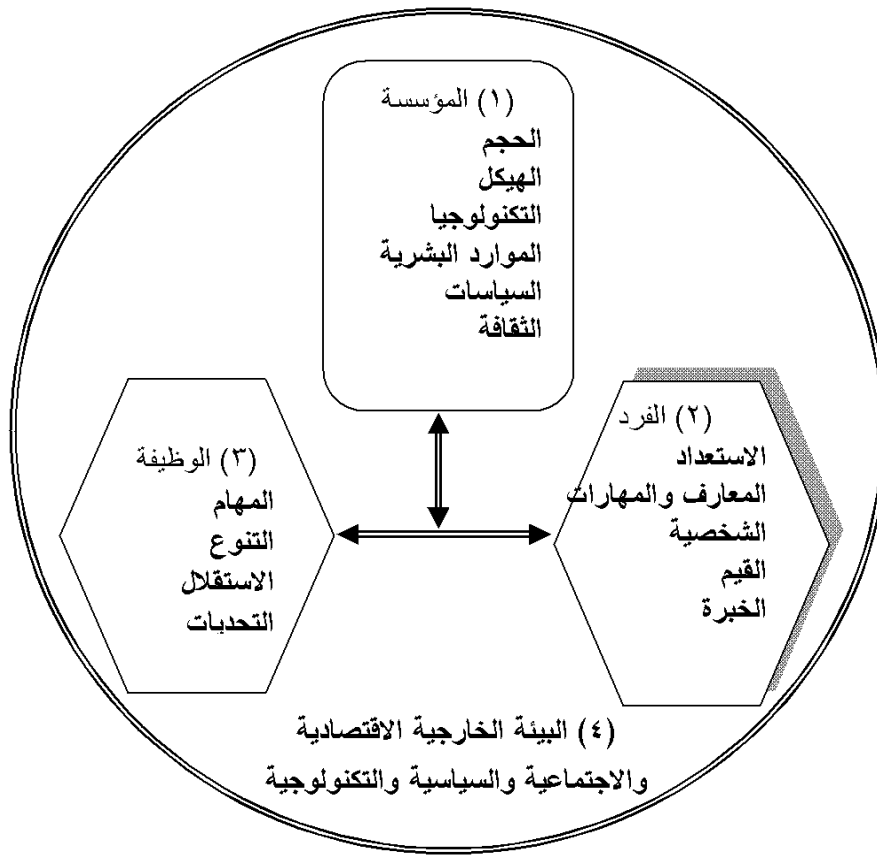 (١) المؤسسة
الحجم
الهيكل
التكنولوجيا
الموارد البشرية
السياسات
الثقافة
(٢) الفرد
الاستعداد
المعارف والمهارات
الشخصية
القيم
الخبرة
(٣) الوظيفة
المهام
التنوع
الاستقلال
التحديات
(٤) البيئة الخارجية الاقتصادية
والاجتماعية والسياسية والتكنولوجية